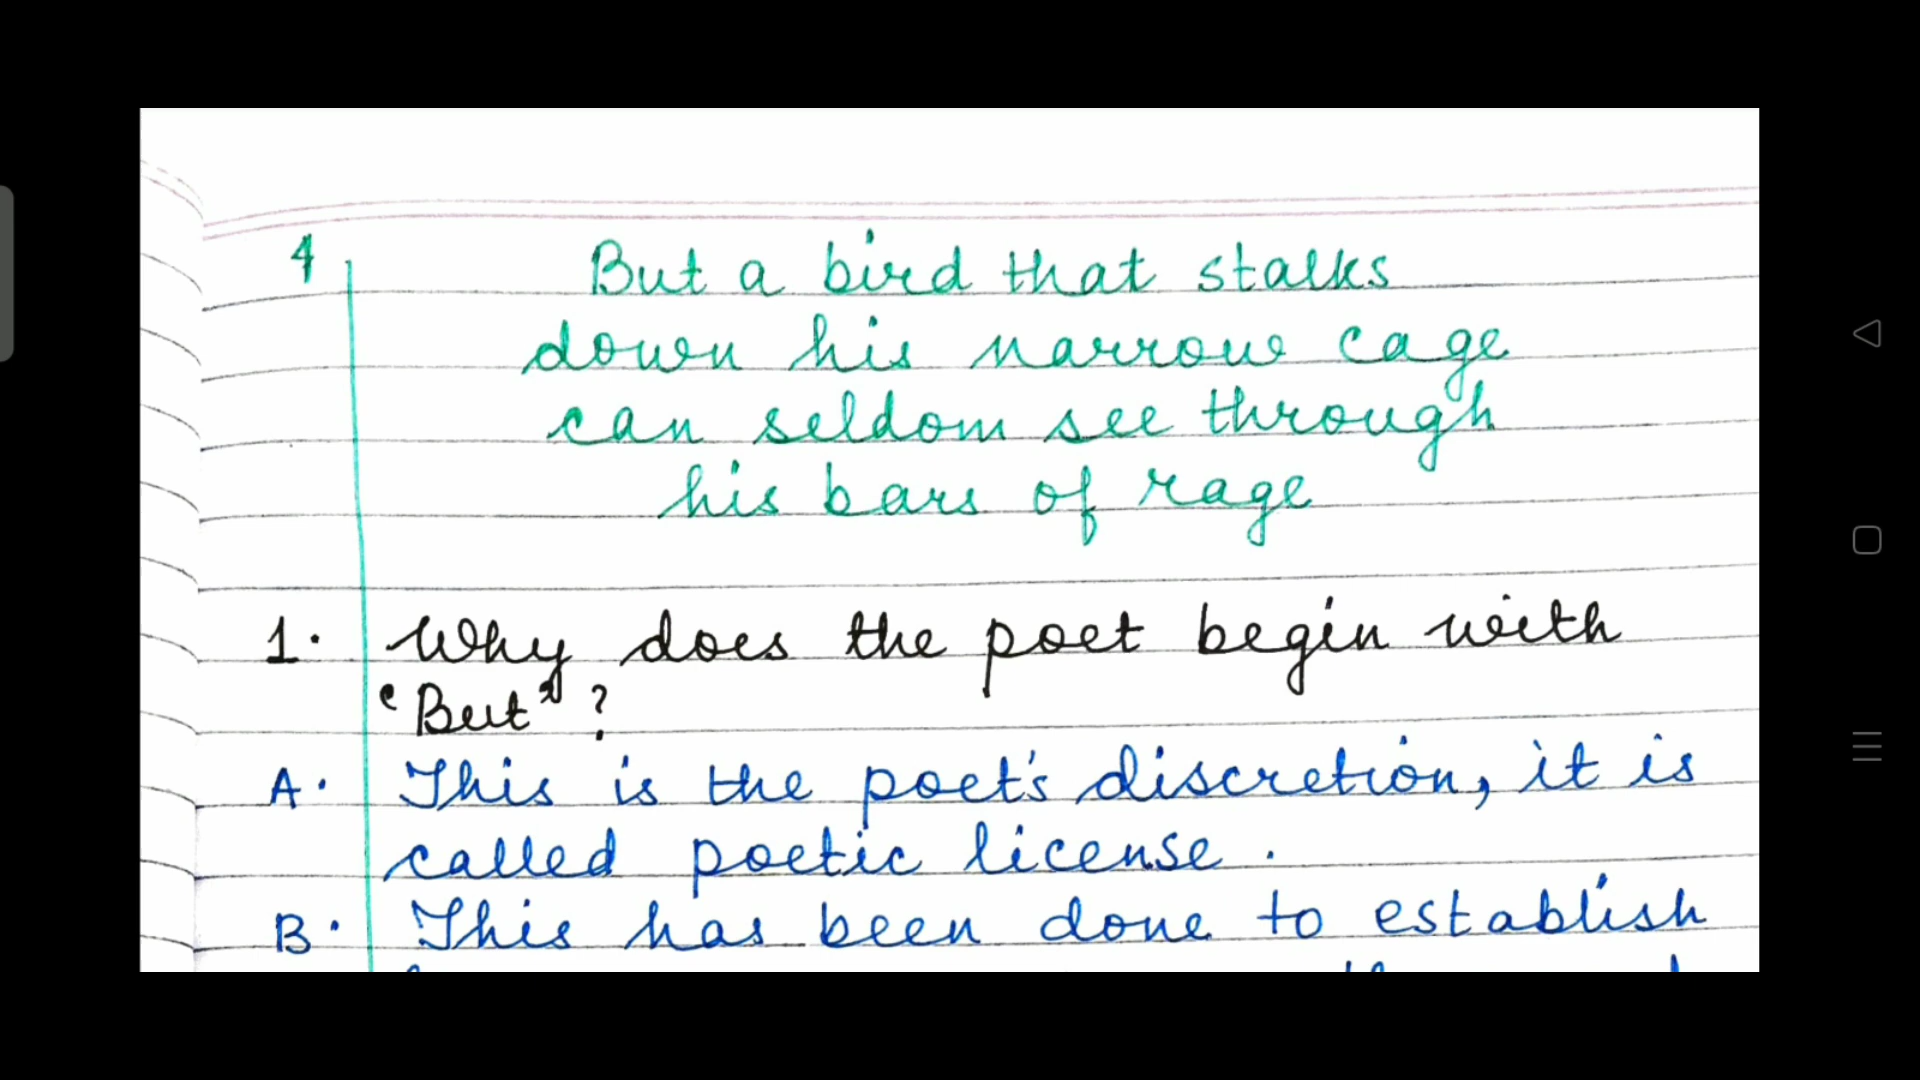 4 But a bird that stalks
down his narrow cage
can seldom see through
his bars of rage
1. Why does the poet begin with
"But"?
A. This is the poet's discretion, it is
called poetic license.
B. This has been done to establish